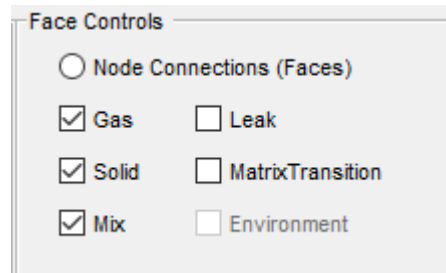 Face Controls
Node Connections (Faces)
Gas Leak
Solid MatrixTransition
Mix Environment